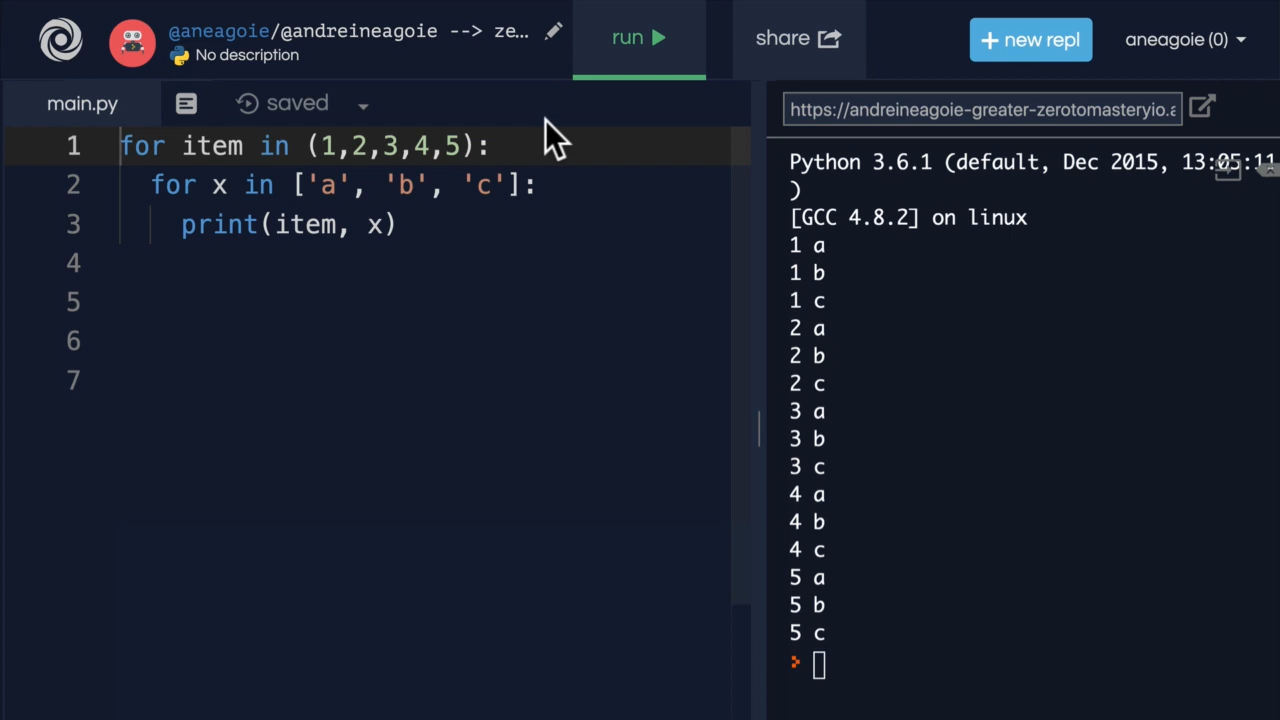 @aneagoie/@andreineagoie --> ze...
No description
run
share
+ new repl
aneagoie (0)
main.py
saved
https://andreineagoie-greater-zerotomasteryio.a
1 for item in (1,2,3,4,5):
2 for x in ['a', 'b', 'c']:
3 print(item, x)
4
5
6
7
Python 3.6.1 (default, Dec 2015, 13:05:11
)
[GCC 4.8.2] on linux
1 a
1 b
1 c
2 a
2 b
2 c
3 a
3 b
3 c
4 a
4 b
4 c
5 a
5 b
5 c